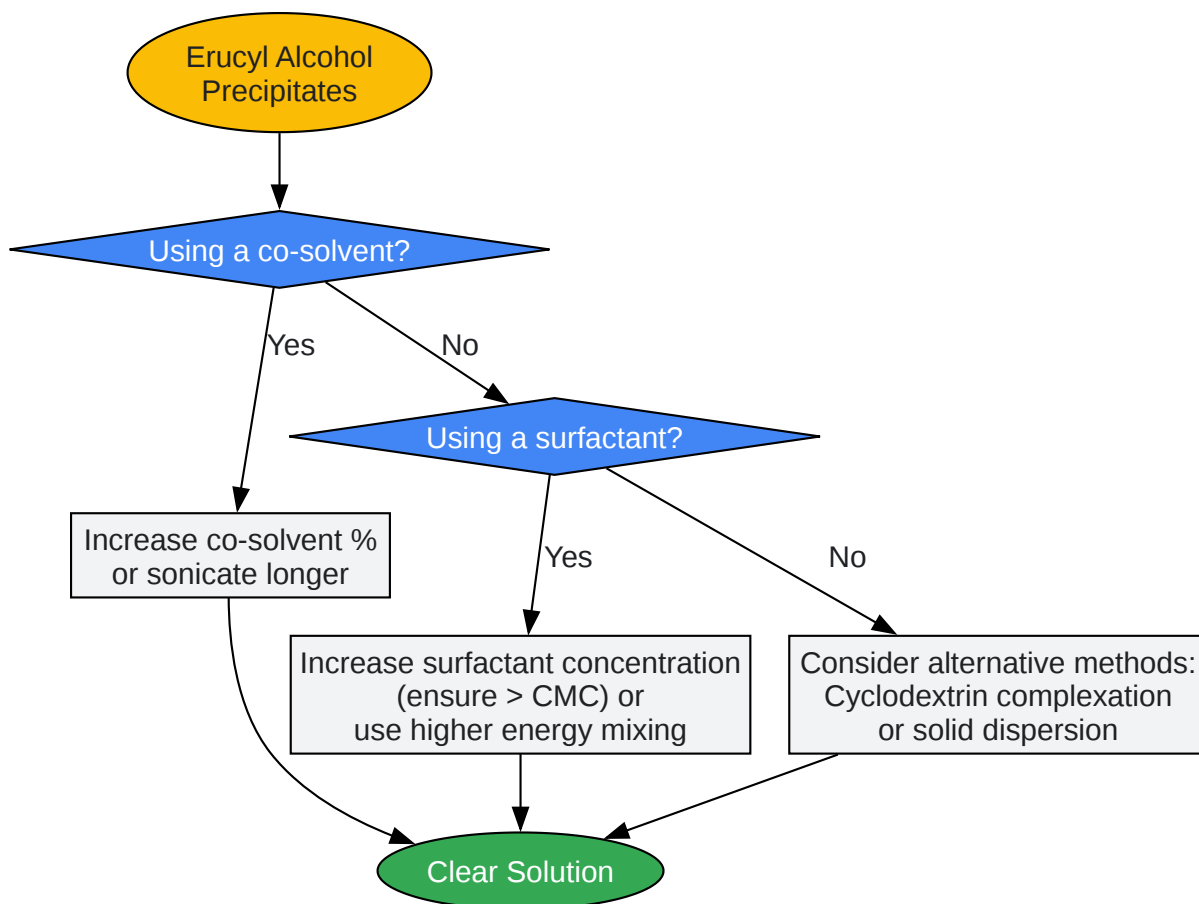 Erucyl Alcohol
Precipitates
Using a co-solvent?
Yes
No
Using a surfactant?
Increase co-solvent %
or sonicate longer
Yes
No
Increase surfactant concentration
(ensure > CMC) or
use higher energy mixing
Consider alternative methods:
Cyclodextrin complexation
or solid dispersion
Clear Solution